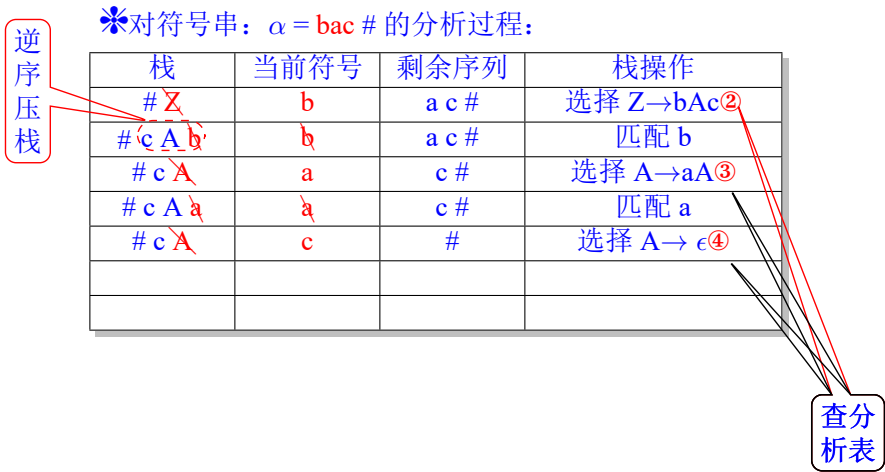 ❉对符号串：α = bac # 的分析过程：
逆
序
压
栈
栈 当前符号 剩余序列 栈操作
# Z b a c # 选择 Z→bAc②
# c A b b a c # 匹配 b
# c A a c # 选择 A→aA③
# c A a a c # 匹配 a
# c A c # 选择 A→ ϵ④
查分
析表